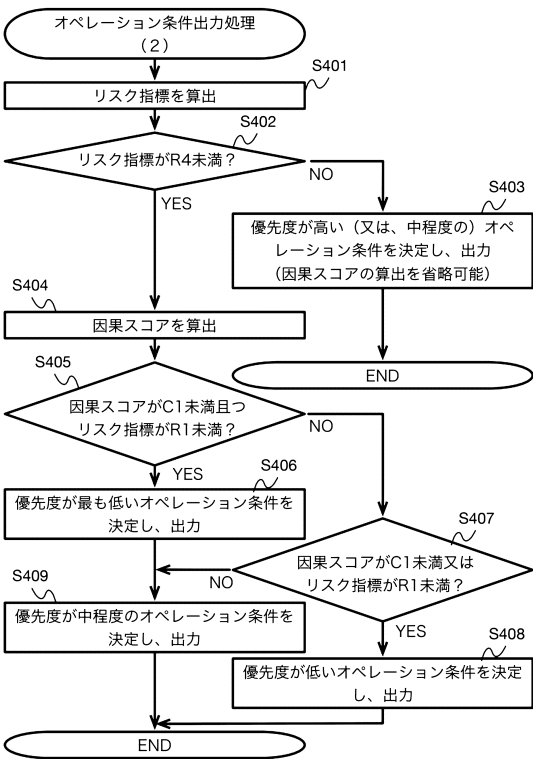 オペレーション条件出力処理
（２）
S401
リスク指標を算出
S402
リスク指標がR4未満？
NO
YES
S403
優先度が高い（又は、中程度の）オペ
レーション条件を決定し、出力
（因果スコアの算出を省略可能）
S404
因果スコアを算出
END
S405
因果スコアがC1未満且つ
リスク指標がR1未満？
NO
YES
S406
優先度が最も低いオペレーション条件を
決定し、出力
S407
因果スコアがC1未満又は
リスク指標がR1未満？
NO
YES
S409
優先度が中程度のオペレーション条件を
決定し、出力
S408
優先度が低いオペレーション条件を決定
し、出力
END